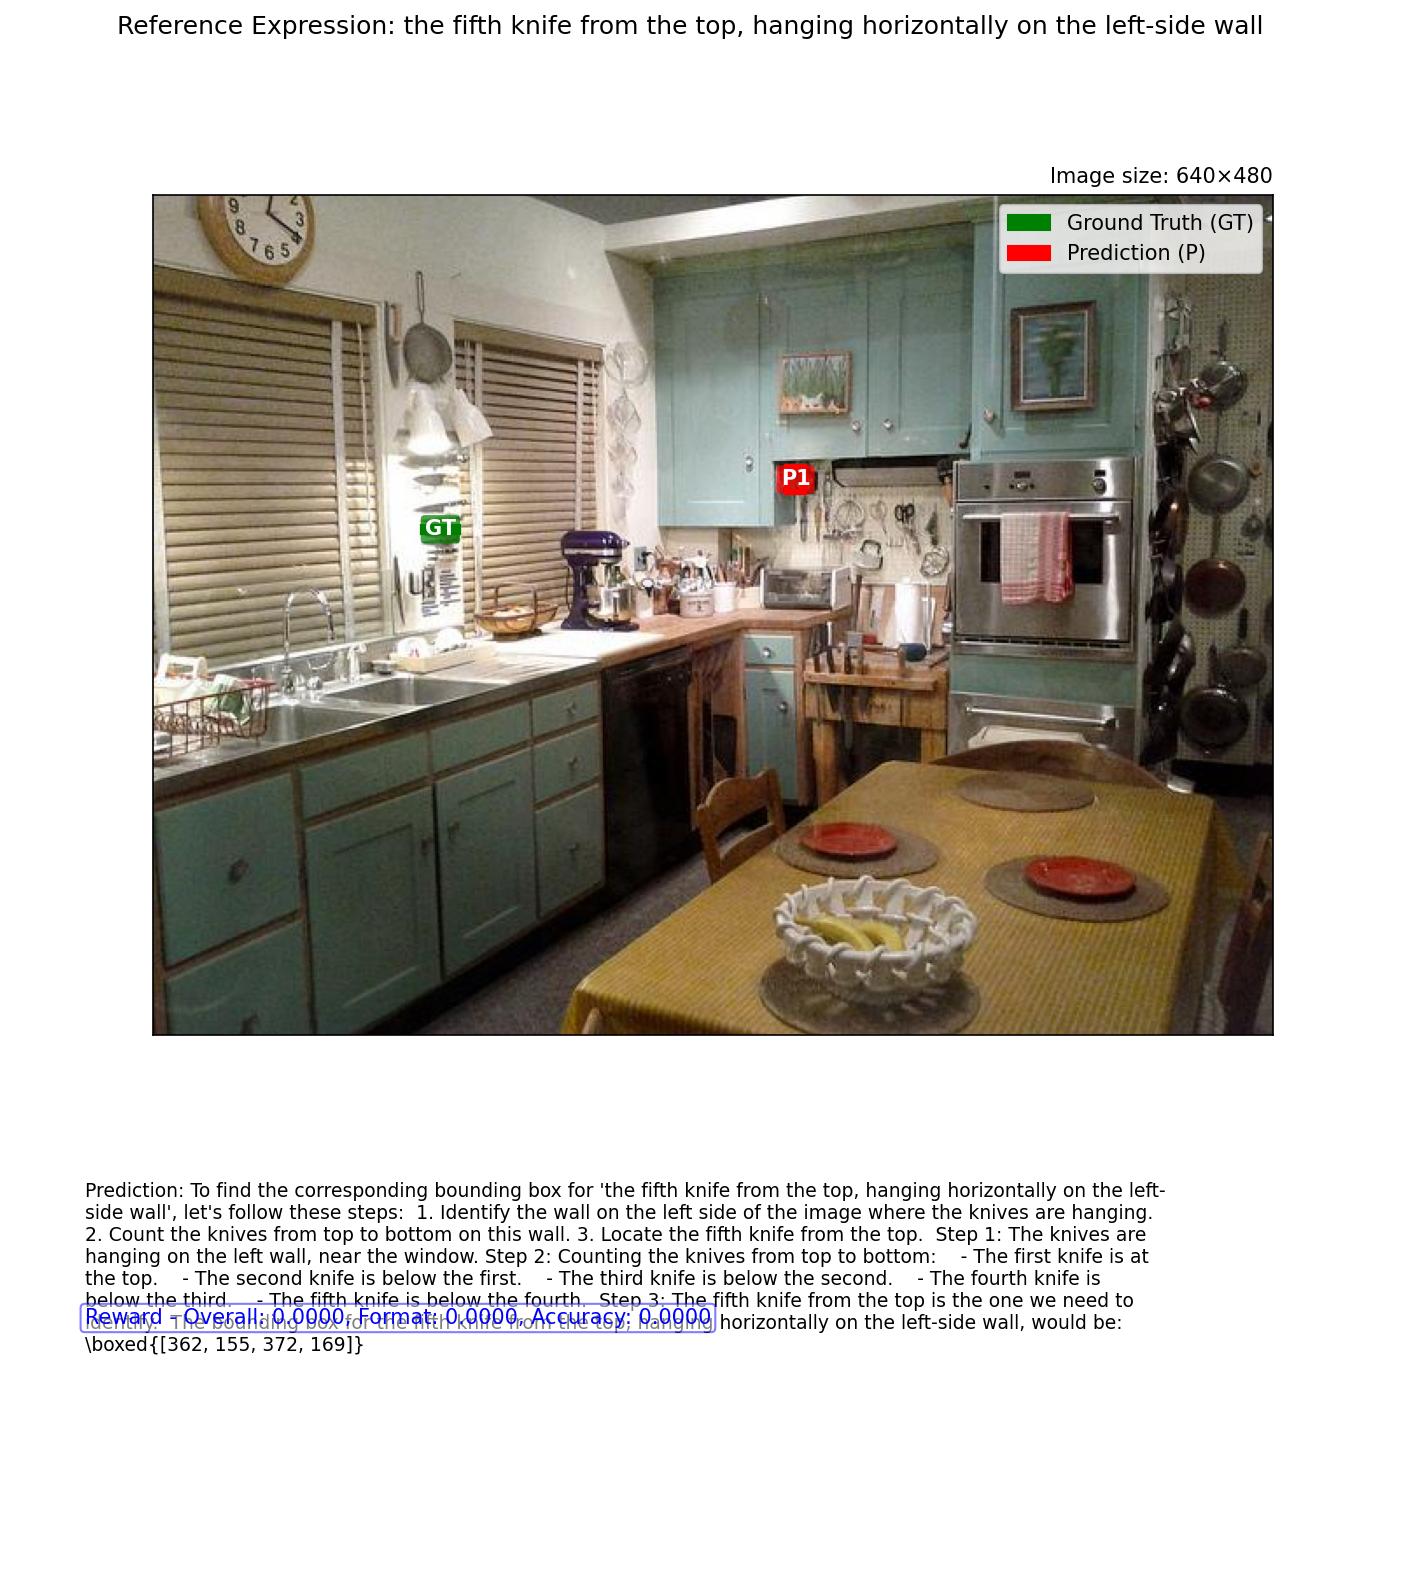 Reference Expression: the fifth knife from the top, hanging horizontally on the left-side wall
Image size: 640×480
Ground Truth (GT)
Prediction (P)
9
8
7
6
5
4
3
2
P1
GT
Prediction: To find the corresponding bounding box for 'the fifth knife from the top, hanging horizontally on the left-
side wall', let's follow these steps:  1. Identify the wall on the left side of the image where the knives are hanging.
2. Count the knives from top to bottom on this wall. 3. Locate the fifth knife from the top.  Step 1: The knives are
hanging on the left wall, near the window. Step 2: Counting the knives from top to bottom:    - The first knife is at
the top.    - The second knife is below the first.    - The third knife is below the second.    - The fourth knife is
below the third.    - The fifth knife is below the fourth.  Step 3: The fifth knife from the top is the one we need to
Reward - Overall: 0.0000, Format: 0.0000, Accuracy: 0.0000
identify.  The bounding box for the fifth knife from the top, hanging horizontally on the left-side wall, would be:
\boxed{[362, 155, 372, 169]}